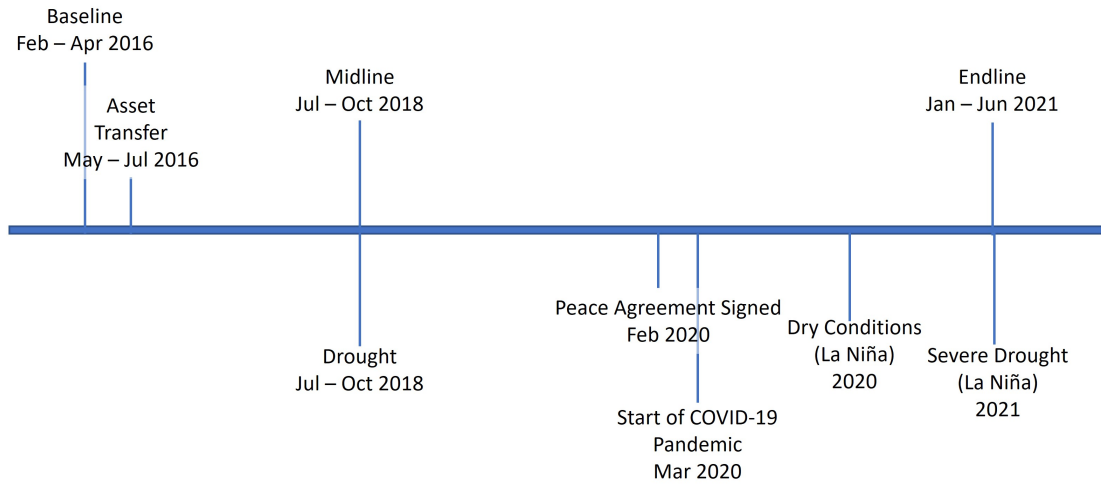 Baseline
Feb – Apr 2016
Asset
Transfer
May – Jul 2016
Midline
Jul – Oct 2018
Endline
Jan – Jun 2021
Drought
Jul – Oct 2018
Peace Agreement Signed
Feb 2020
Start of COVID-19
Pandemic
Mar 2020
Dry Conditions
(La Niña)
2020
Severe Drought
(La Niña)
2021